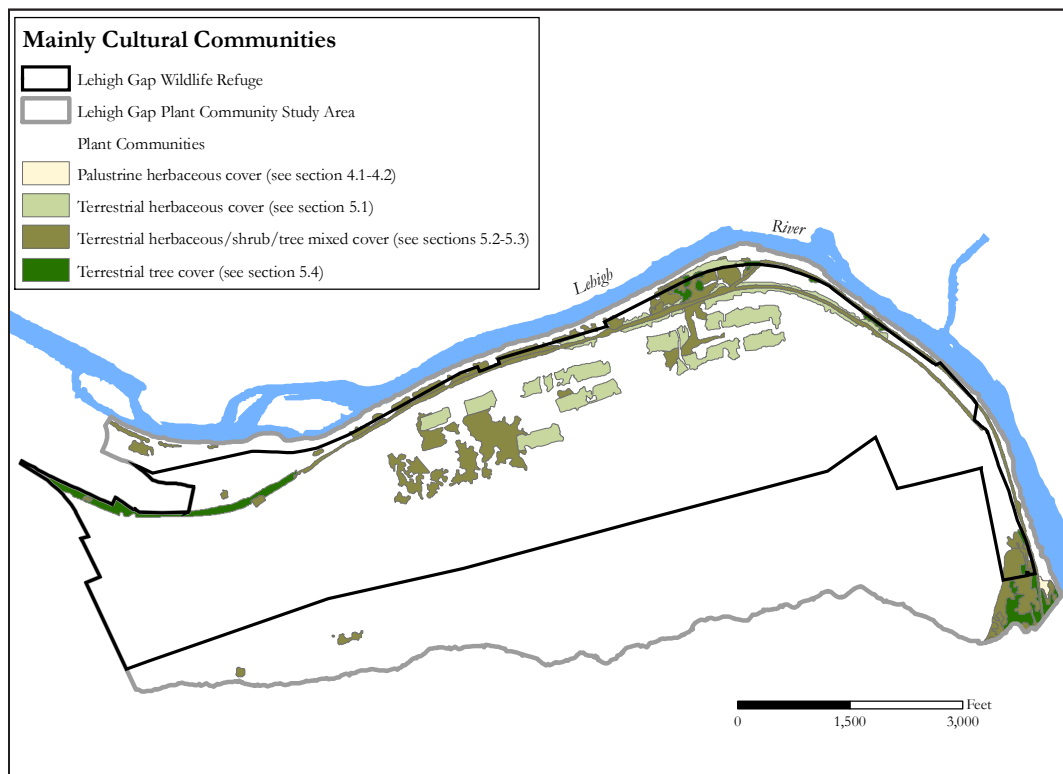 Mainly Cultural Communities
Lehigh Gap Wildlife Refuge
Lehigh Gap Plant Community Study Area
Plant Communities
Palustrine herbaceous cover (see section 4.1-4.2)
Terrestrial herbaceous cover (see section 5.1)
Terrestrial herbaceous/shrub/tree mixed cover (see sections 5.2-5.3)
Terrestrial tree cover (see section 5.4)
Lehigh River
Feet
0 1,500 3,000